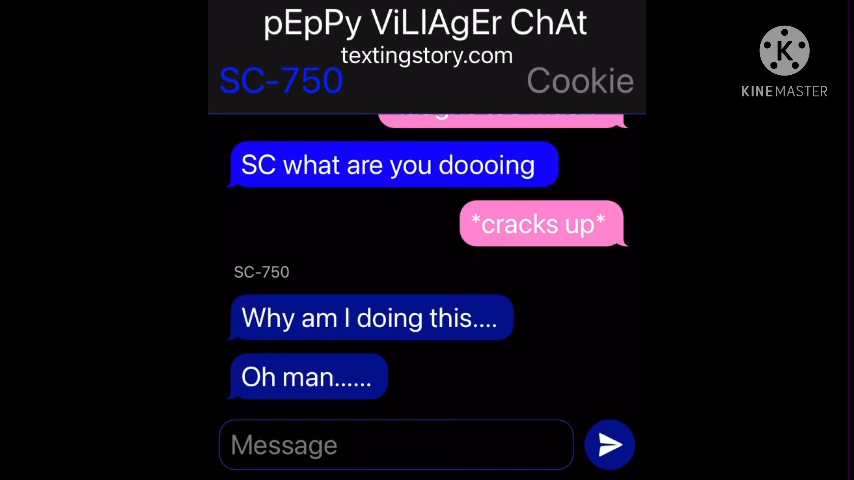 pEpPy ViLlAgEr ChAt
textingstory.com
SC-750
Cookie
SC what are you doooing
*cracks up*
SC-750
Why am I doing this....
Oh man......
Message
K
KINEMASTER